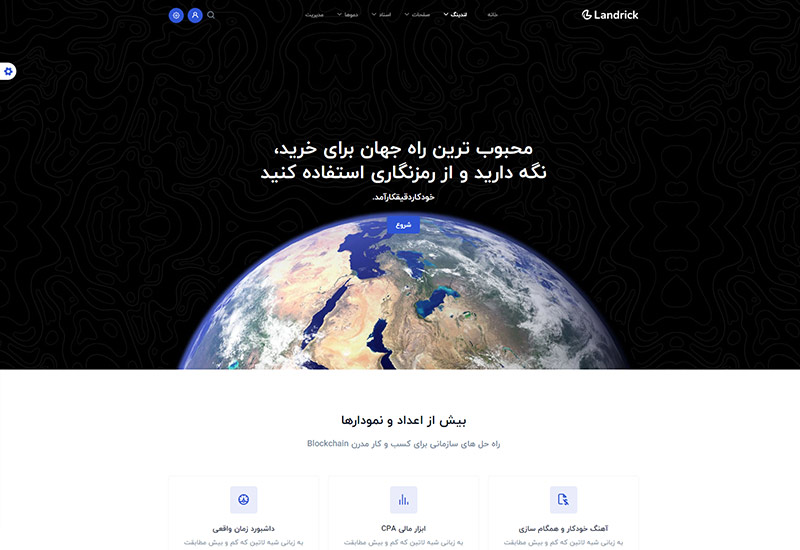 Landrick
خانه
لندینگ
صفحات
اسناد
دموها
مدیریت
محبوب ترین راه جهان برای خرید،
نگه دارید و از رمزنگاری استفاده کنید
خودکاردقیقکارآمد.
شروع
بیش از اعداد و نمودارها
راه حل های سازمانی برای کسب و کار مدرن Blockchain
آهنگ خودکار و همگام سازی
به زبانی شبه لاتین که کم و بیش مطابقت
ابزار مالی CPA
به زبانی شبه لاتین که کم و بیش مطابقت
داشبورد زمان واقعی
به زبانی شبه لاتین که کم و بیش مطابقت